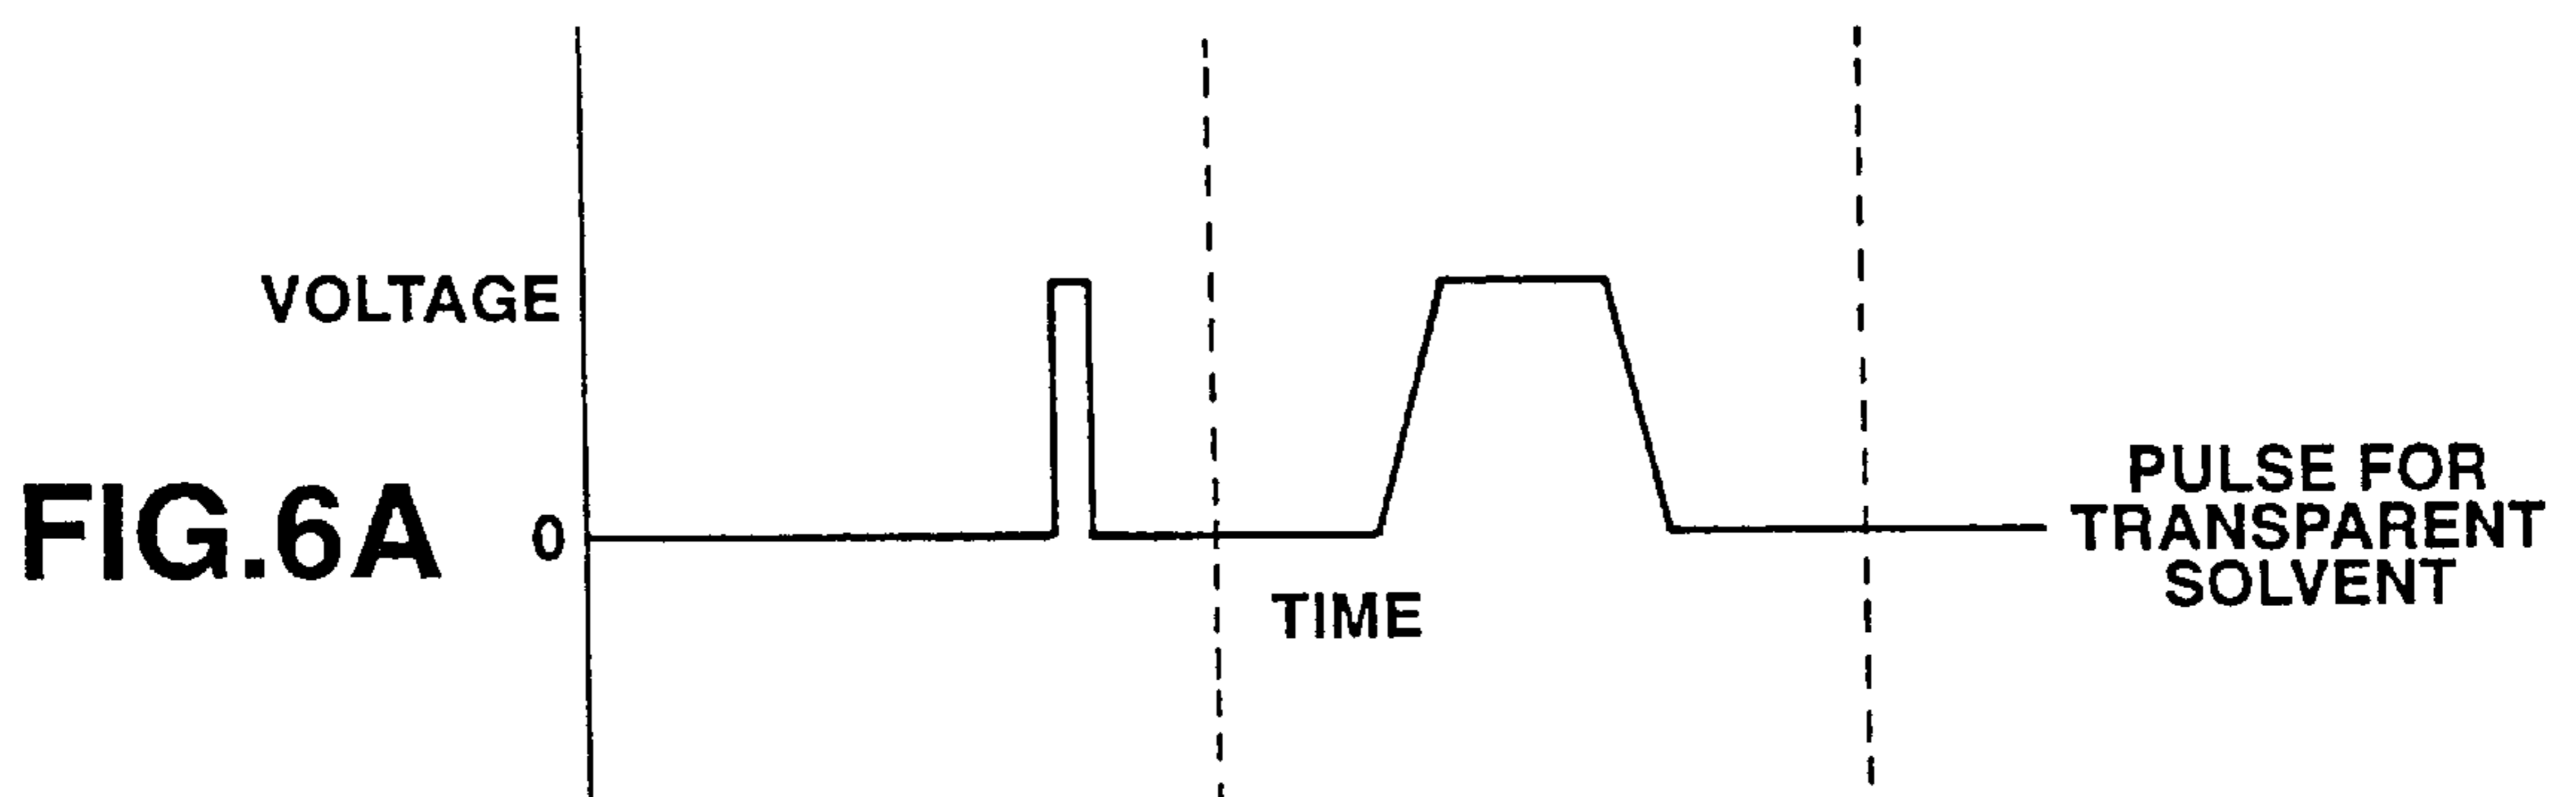 VOLTAGE
FIG.6A
0
TIME
PULSE FOR
TRANSPARENT
SOLVENT